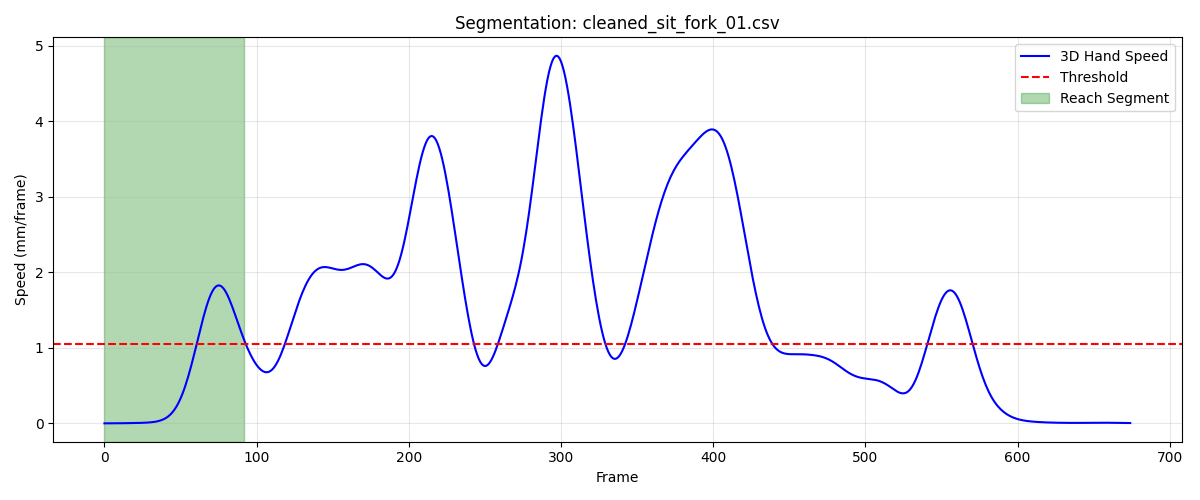 Segmentation: cleaned_sit_fork_01.csv
3D Hand Speed
Threshold
Reach Segment
Speed (mm/frame)
5
4
3
2
1
0
0 100 200 300 400 500 600 700
Frame